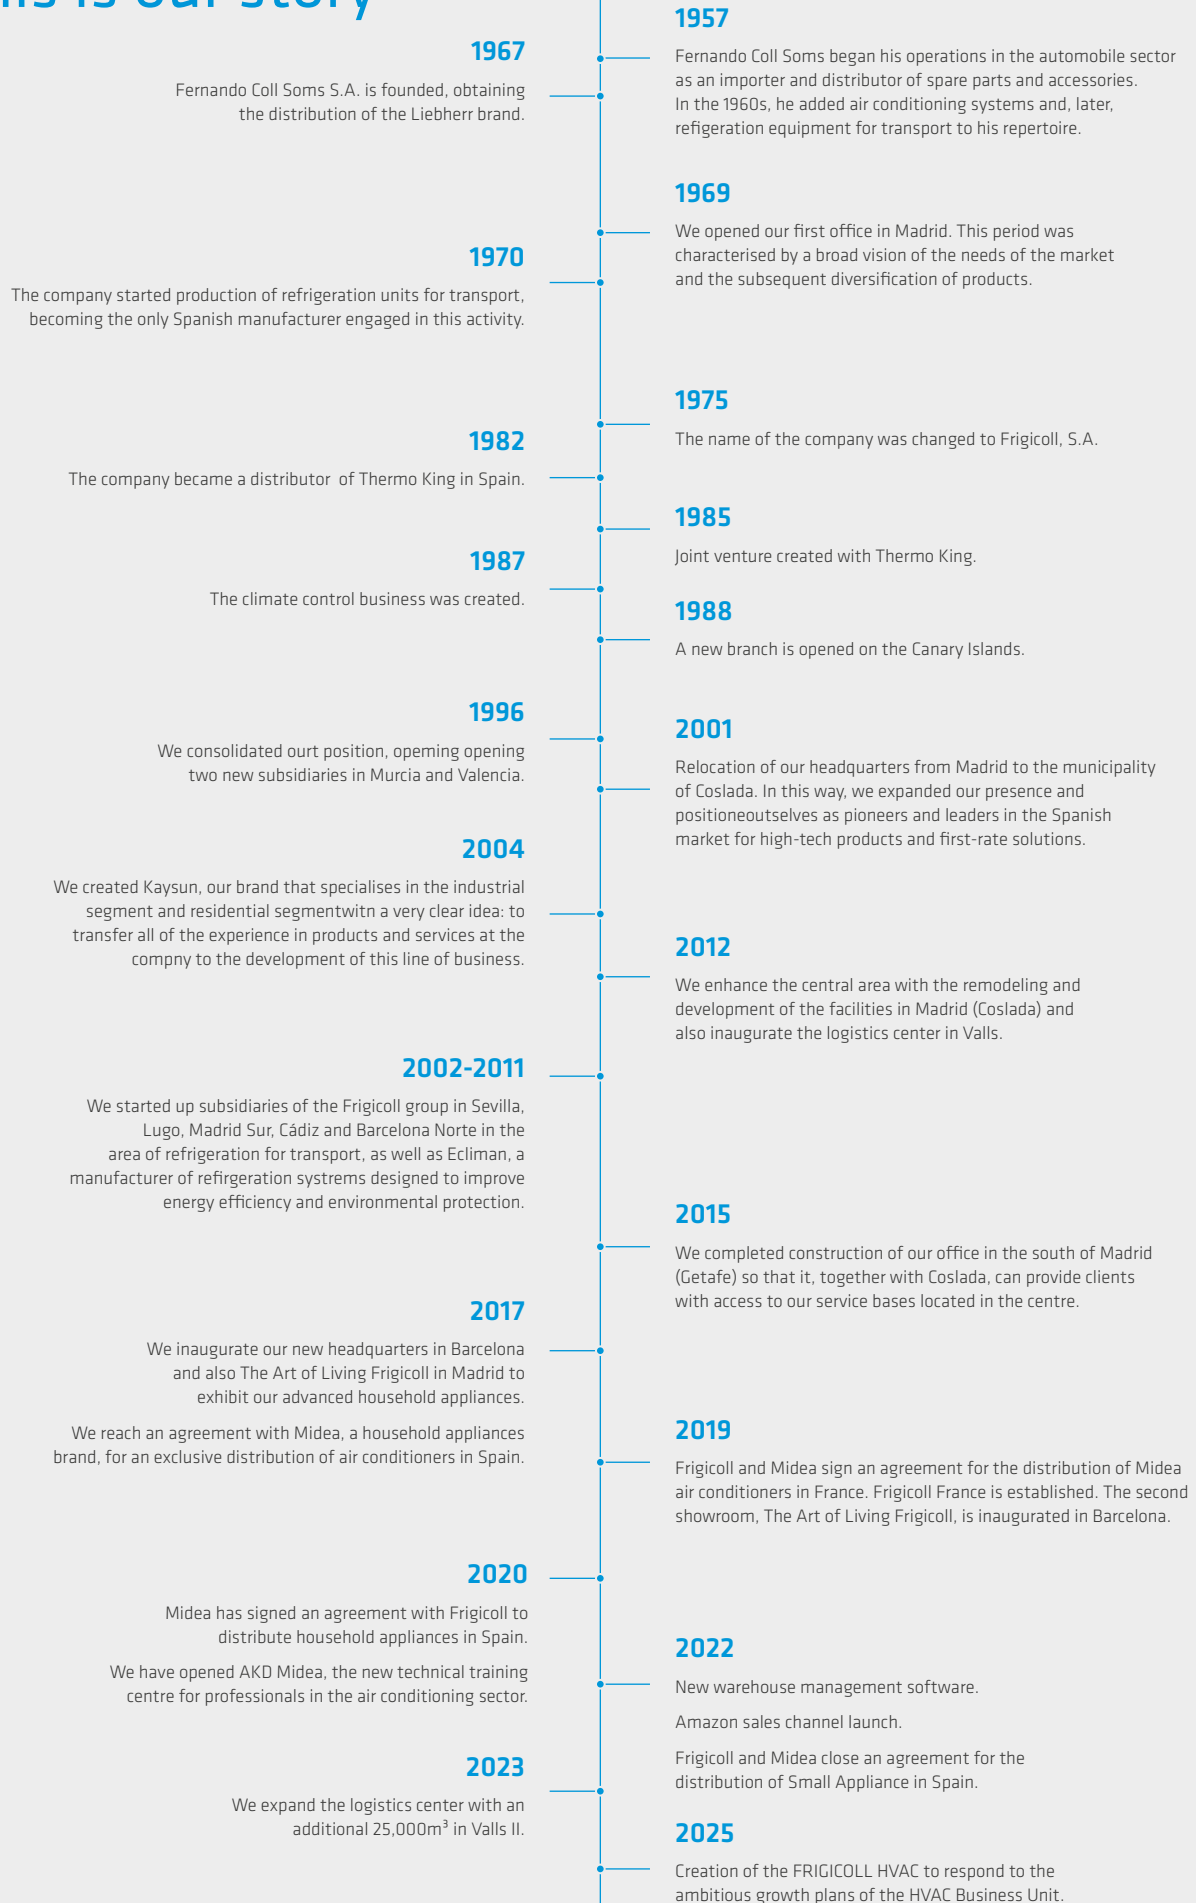 is is our story
1957
Fernando Coll Soms began his operations in the automobile sector
as an importer and distributor of spare parts and accessories.
In the 1960s, he added air conditioning systems and, later,
refigeration equipment for transport to his repertoire.
1967
Fernando Coll Soms S.A. is founded, obtaining
the distribution of the Liebherr brand.
1969
We opened our first office in Madrid. This period was
characterised by a broad vision of the needs of the market
and the subsequent diversification of products.
1970
The company started production of refrigeration units for transport,
becoming the only Spanish manufacturer engaged in this activity.
1975
The name of the company was changed to Frigicoll, S.A.
1982
The company became a distributor of Thermo King in Spain.
1985
Joint venture created with Thermo King.
1987
The climate control business was created.
1988
A new branch is opened on the Canary Islands.
1996
We consolidated ourt position, opeming opening
two new subsidiaries in Murcia and Valencia.
2001
Relocation of our headquarters from Madrid to the municipality
of Coslada. In this way, we expanded our presence and
positioneoutselves as pioneers and leaders in the Spanish
market for high-tech products and first-rate solutions.
2004
We created Kaysun, our brand that specialises in the industrial
segment and residential segmentwitn a very clear idea: to
transfer all of the experience in products and services at the
compny to the development of this line of business.
2012
We enhance the central area with the remodeling and
development of the facilities in Madrid (Coslada) and
also inaugurate the logistics center in Valls.
2002-2011
We started up subsidiaries of the Frigicoll group in Sevilla,
Lugo, Madrid Sur, Cádiz and Barcelona Norte in the
area of refrigeration for transport, as well as Ecliman, a
manufacturer of refirgeration systrems designed to improve
energy efficiency and environmental protection.
2015
We completed construction of our office in the south of Madrid
(Getafe) so that it, together with Coslada, can provide clients
with access to our service bases located in the centre.
2017
We inaugurate our new headquarters in Barcelona
and also The Art of Living Frigicoll in Madrid to
exhibit our advanced household appliances.
We reach an agreement with Midea, a household appliances
brand, for an exclusive distribution of air conditioners in Spain.
2019
Frigicoll and Midea sign an agreement for the distribution of Midea
air conditioners in France. Frigicoll France is established. The second
showroom, The Art of Living Frigicoll, is inaugurated in Barcelona.
2020
Midea has signed an agreement with Frigicoll to
distribute household appliances in Spain.
We have opened AKD Midea, the new technical training
centre for professionals in the air conditioning sector.
2022
New warehouse management software.
Amazon sales channel launch.
Frigicoll and Midea close an agreement for the
distribution of Small Appliance in Spain.
2023
We expand the logistics center with an
additional 25,000m³ in Valls II.
2025
Creation of the FRIGICOLL HVAC to respond to the
ambitious growth plans of the HVAC Business Unit.